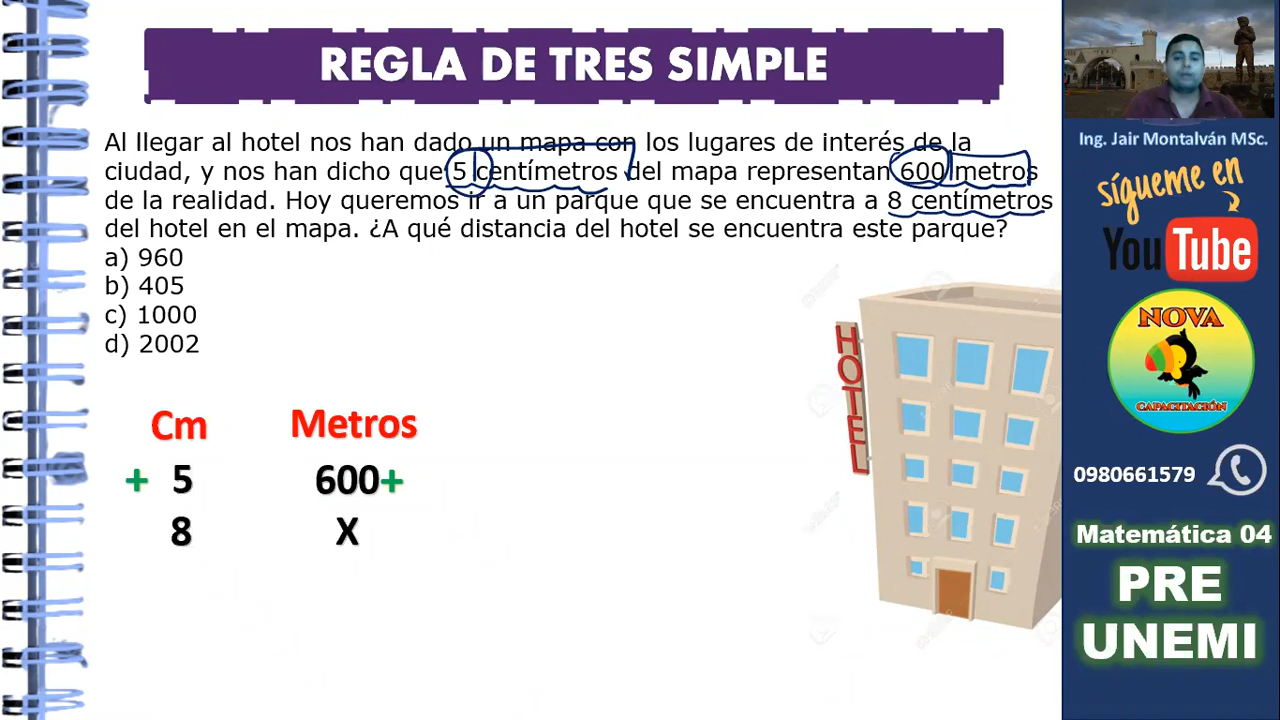 REGLA DE TRES SIMPLE
Al llegar al hotel nos han dado un mapa con los lugares de interés de la
ciudad, y nos han dicho que 5 centímetros del mapa representan 600 metros
de la realidad. Hoy queremos ir a un parque que se encuentra a 8 centímetros
del hotel en el mapa. ¿A qué distancia del hotel se encuentra este parque?
a) 960
b) 405
c) 1000
d) 2002
Cm Metros
+ 5 600+
8 X
HOTEL
Ing. Jair Montalván MSc.
sígueme en
YouTube
NOVA
CAPACITACIÓN
0980661579
Matemática 04
PRE
UNEMI